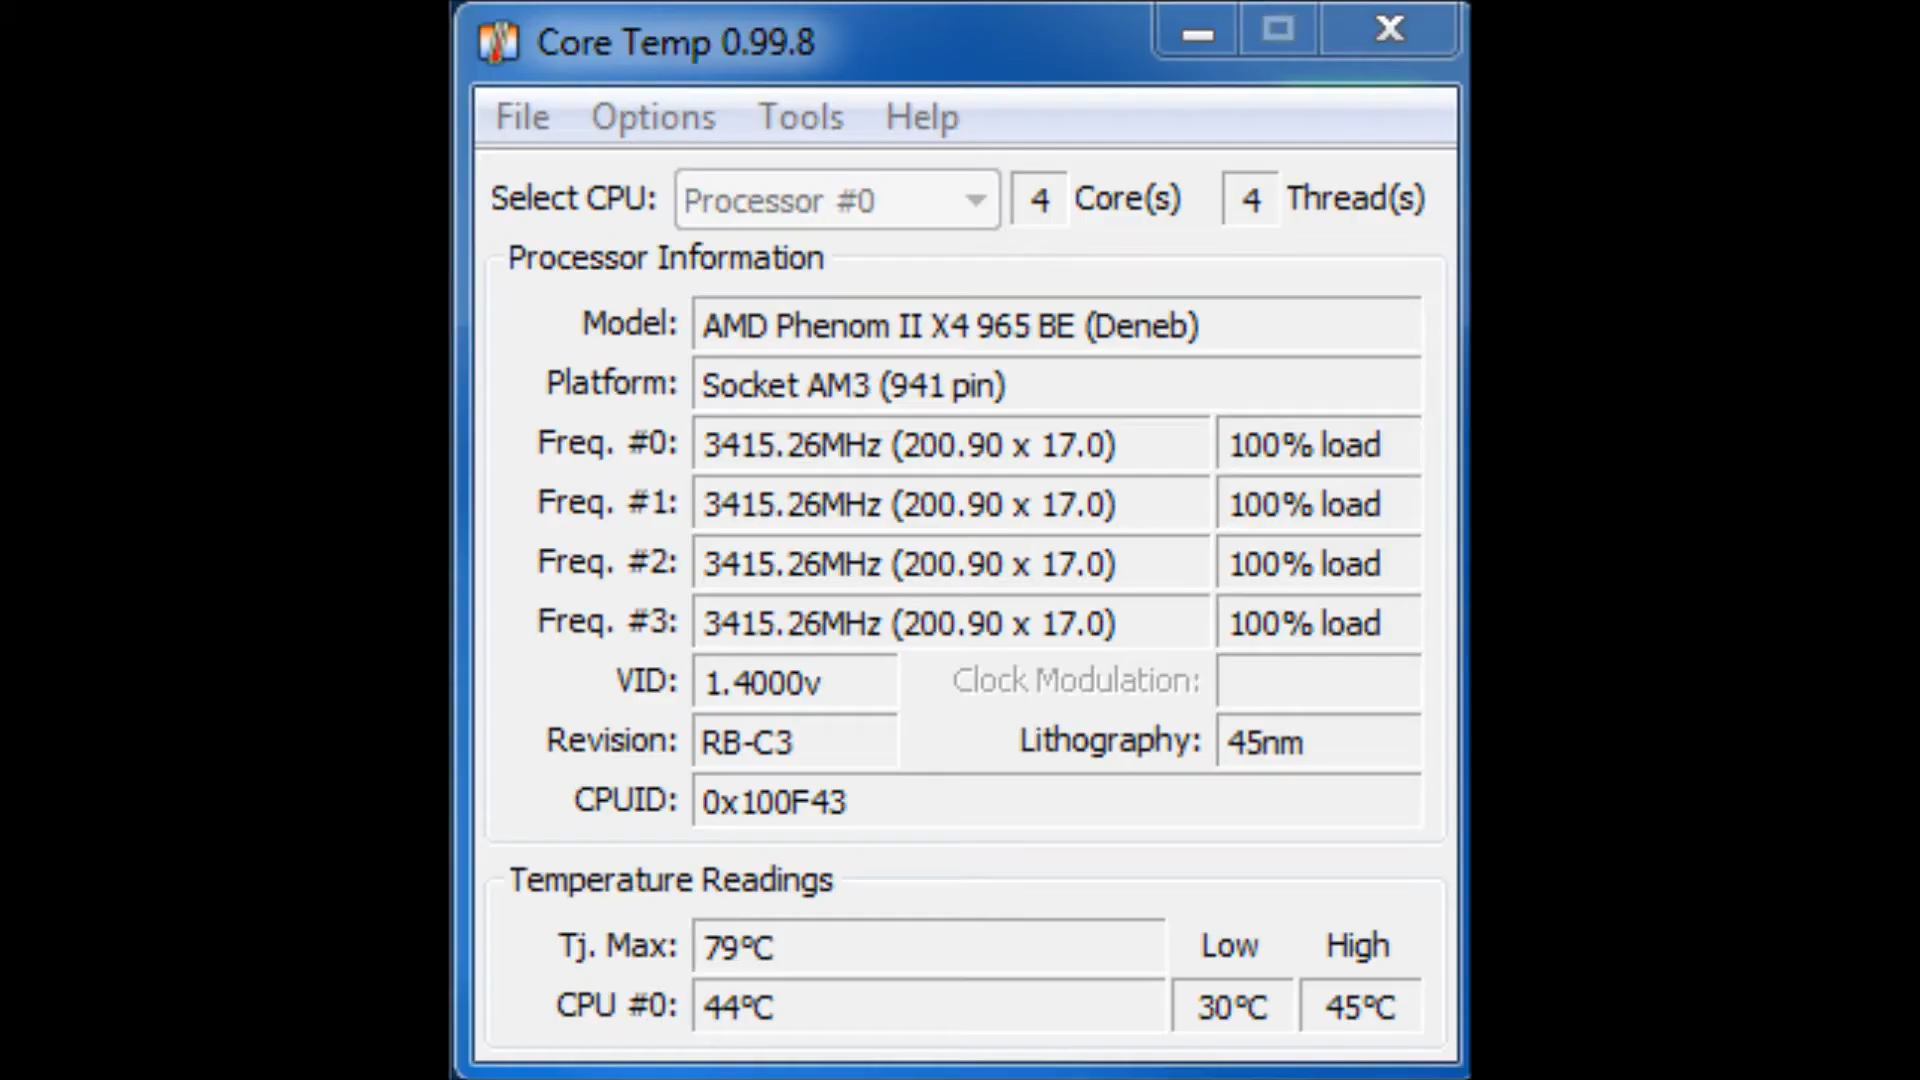 Core Temp 0.99.8
File Options Tools Help
Select CPU: Processor #0 4 Core(s) 4 Thread(s)
Processor Information
Model: AMD Phenom II X4 965 BE (Deneb)
Platform: Socket AM3 (941 pin)
Freq. #0: 3415.26MHz (200.90 x 17.0) 100% load
Freq. #1: 3415.26MHz (200.90 x 17.0) 100% load
Freq. #2: 3415.26MHz (200.90 x 17.0) 100% load
Freq. #3: 3415.26MHz (200.90 x 17.0) 100% load
VID: 1.4000v Clock Modulation:
Revision: RB-C3 Lithography: 45nm
CPUID: 0x100F43
Temperature Readings
Tj. Max: 79°C Low High
CPU #0: 44°C 30°C 45°C